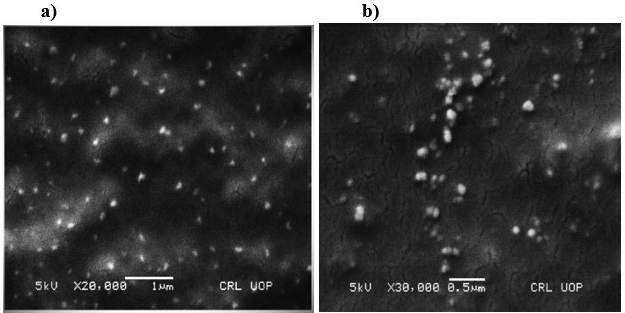 a)
b)
5kV X20,000 1µm CRL UOP
5kV X30,000 0.5µm CRL UOP